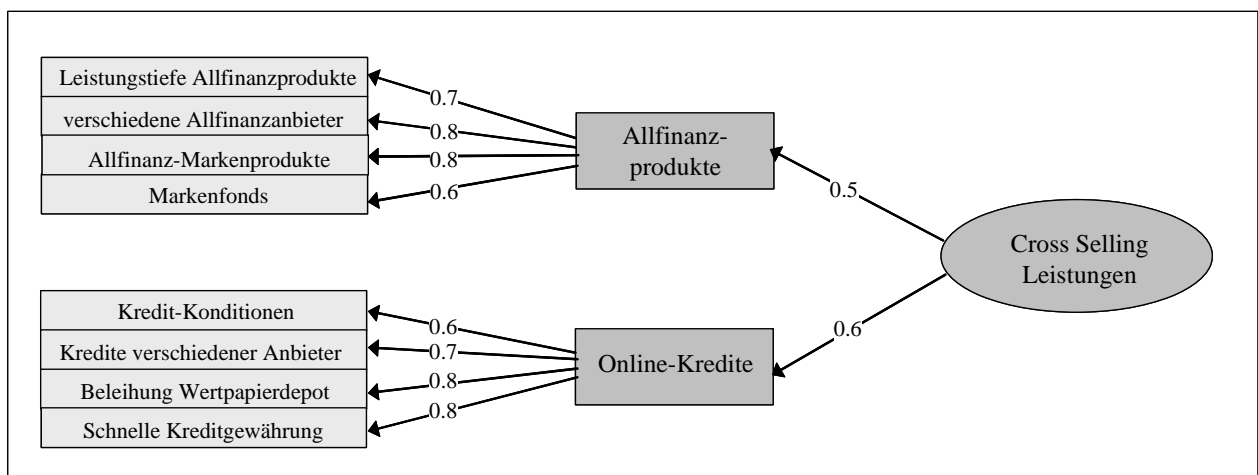 Leistungstiefe Allfinanzprodukte
verschiedene Allfinanzanbieter
Allfinanz-Markenprodukte
Markenfonds
0.7
0.8
0.8
0.6
Allfinanz-
produkte
0.5
Cross Selling
Leistungen
Kredit-Konditionen
Kredite verschiedener Anbieter
Beleihung Wertpapierdepot
Schnelle Kreditgewährung
0.6
0.7
0.8
0.8
Online-Kredite
0.6